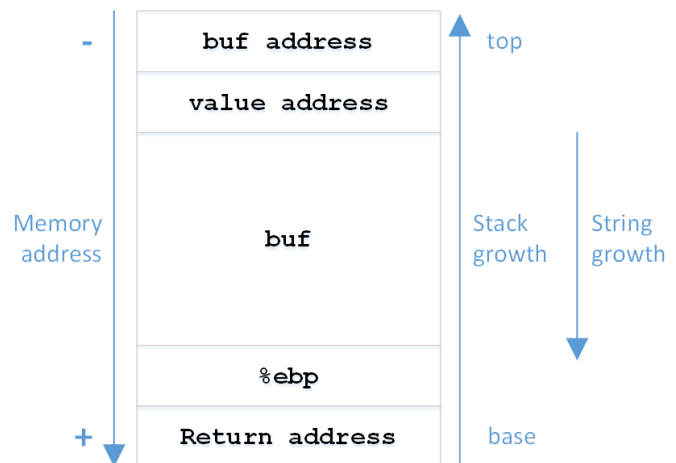 -
buf address
top
value address
Memory
address
buf
Stack
growth
String
growth
%ebp
+
Return address
base